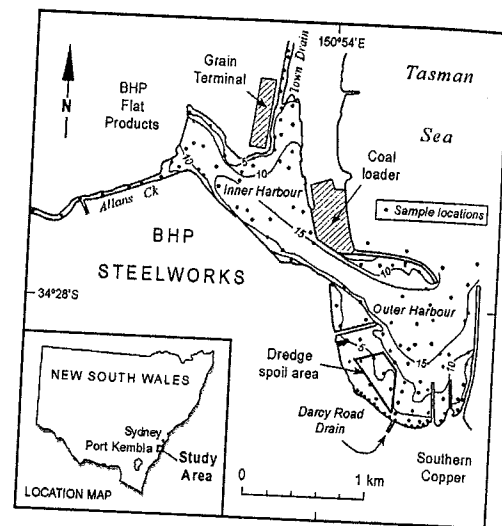 150°54'E
Grain
Terminal
Tasman
Sea
N
BHP
Flat
Products
Coal
loader
5
10
10
Inner Harbour
Sample locations
Allans Ck
15
10
BHP
STEELWORKS
34°28'S
Outer Harbour
5
15
10
Dredge
spoil area
NEW SOUTH WALES
Darcy Road
Drain
Sydney
Port Kembla
Study
Area
Southern
Copper
LOCATION MAP
0
1 km